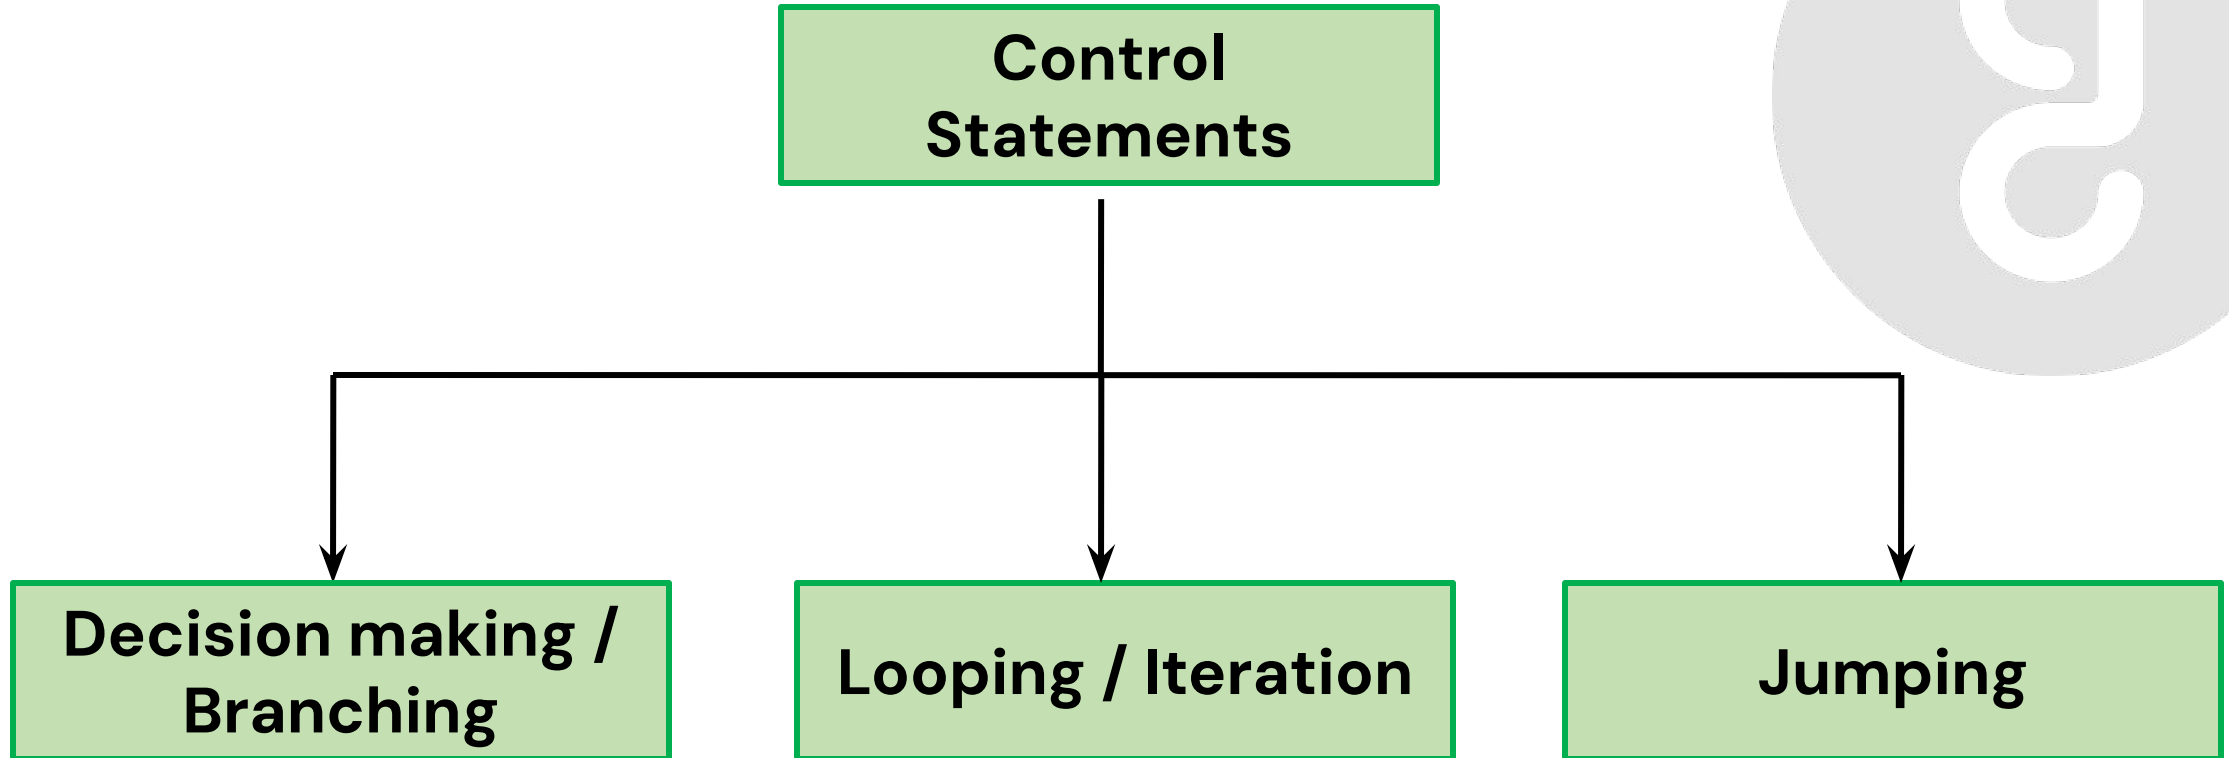 Control
Statements
Decision making /
Branching
Looping / Iteration
Jumping